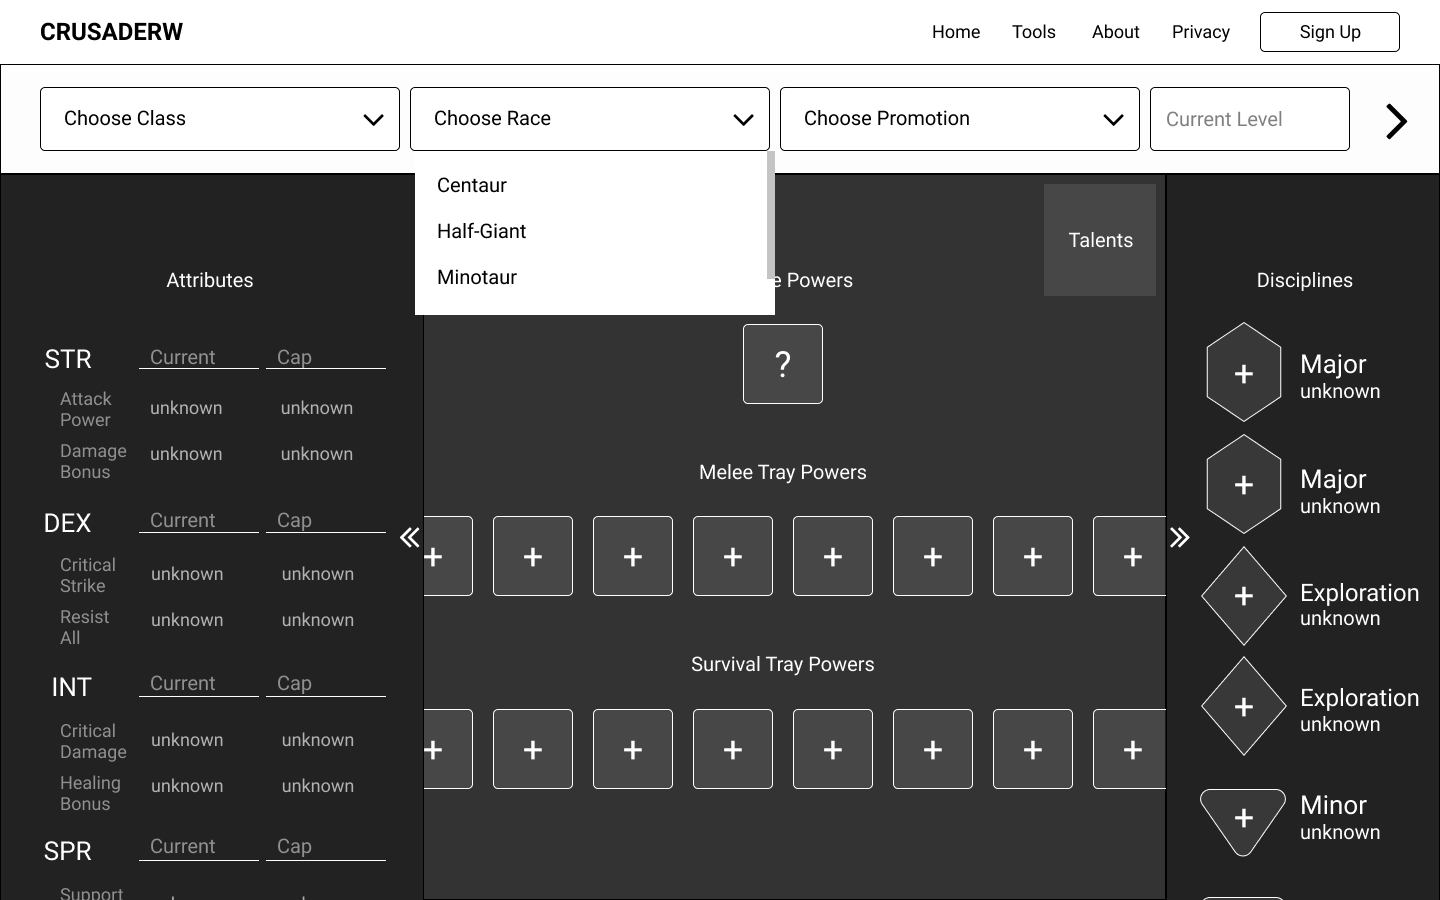 CRUSADERW
Home Tools About Privacy Sign Up
Choose Class Choose Race Choose Promotion Current Level
Centaur
Half-Giant
Minotaur
Talents
Attributes
Powers
Disciplines
STR Current Cap
Attack
Power
unknown unknown
Damage
Bonus
unknown unknown
DEX Current Cap
Critical
Strike
unknown unknown
Resist
All
unknown unknown
INT Current Cap
Critical
Damage
unknown unknown
Healing
Bonus
unknown unknown
SPR Current Cap
Support
?
Melee Tray Powers
+ + + + + + + +
Survival Tray Powers
+ + + + + + + +
+ Major
unknown
+ Major
unknown
+ Exploration
unknown
+ Exploration
unknown
+ Minor
unknown